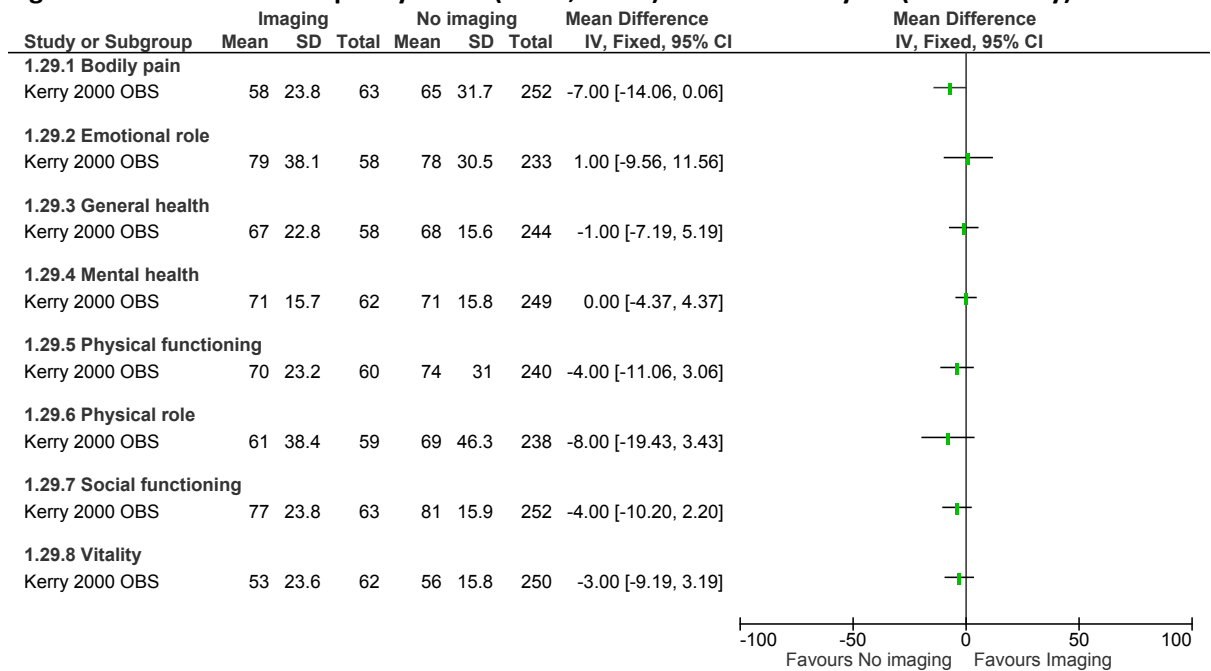 Imaging No imaging Mean Difference Mean Difference
Study or Subgroup Mean SD Total Mean SD Total IV, Fixed, 95% CI IV, Fixed, 95% CI
1.29.1 Bodily pain
Kerry 2000 OBS 58 23.8 63 65 31.7 252 -7.00 [-14.06, 0.06]
1.29.2 Emotional role
Kerry 2000 OBS 79 38.1 58 78 30.5 233 1.00 [-9.56, 11.56]
1.29.3 General health
Kerry 2000 OBS 67 22.8 58 68 15.6 244 -1.00 [-7.19, 5.19]
1.29.4 Mental health
Kerry 2000 OBS 71 15.7 62 71 15.8 249 0.00 [-4.37, 4.37]
1.29.5 Physical functioning
Kerry 2000 OBS 70 23.2 60 74 31 240 -4.00 [-11.06, 3.06]
1.29.6 Physical role
Kerry 2000 OBS 61 38.4 59 69 46.3 238 -8.00 [-19.43, 3.43]
1.29.7 Social functioning
Kerry 2000 OBS 77 23.8 63 81 15.9 252 -4.00 [-10.20, 2.20]
1.29.8 Vitality
Kerry 2000 OBS 53 23.6 62 56 15.8 250 -3.00 [-9.19, 3.19]
-100 -50 0 50 100
Favours No imaging Favours Imaging